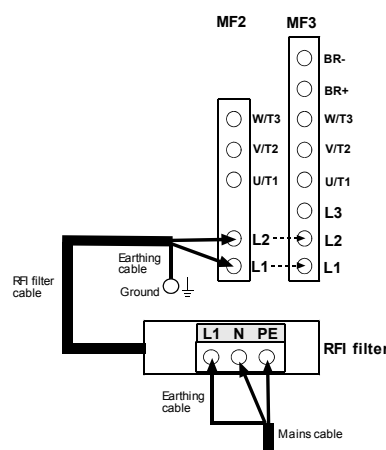 MF2 MF3
BR-
BR+
W/T3 W/T3
V/T2 V/T2
U/T1 U/T1
L3
L2 L2
L1 L1
Earthing
cable
RFI filter
cable
Ground
L1 N PE
RFI filter
Earthing
cable
Mains cable